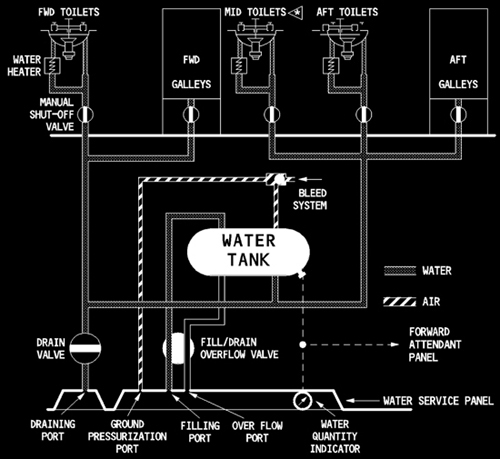 FWD TOILETS
MID TOILETS
AFT TOILETS
WATER
HEATER
FWD
GALLEYS
AFT
GALLEYS
MANUAL
SHUT-OFF
VALVE
BLEED
SYSTEM
WATER
TANK
WATER
AIR
DRAIN
VALVE
FILL/DRAIN
OVERFLOW VALVE
FORWARD
ATTENDANT
PANEL
WATER SERVICE PANEL
DRAINING
PORT
GROUND
PRESSURIZATION
PORT
FILLING
PORT
OVER FLOW
PORT
WATER
QUANTITY
INDICATOR